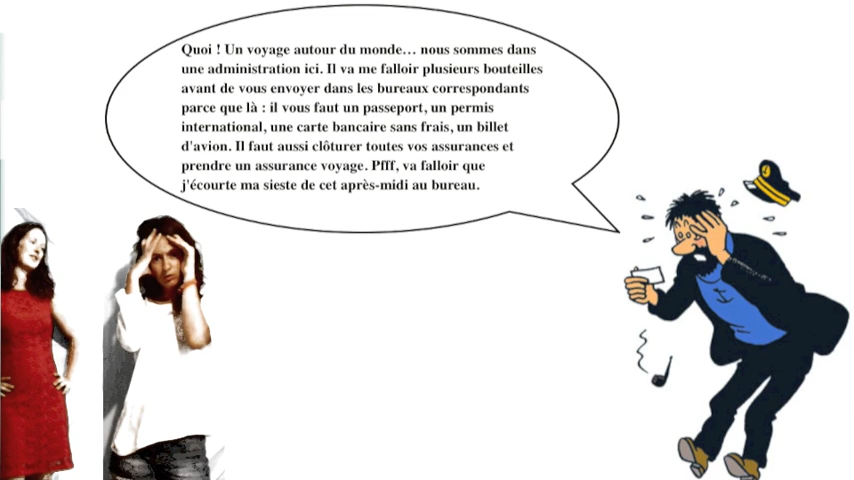 Quoi ! Un voyage autour du monde… nous sommes dans
une administration ici. Il va me falloir plusieurs bouteilles
avant de vous envoyer dans les bureaux correspondants
parce que là : il vous faut un passeport, un permis
international, une carte bancaire sans frais, un billet
d'avion. Il faut aussi clôturer toutes vos assurances et
prendre un assurance voyage. Pfff, va falloir que
j'écourte ma sieste de cet après-midi au bureau.